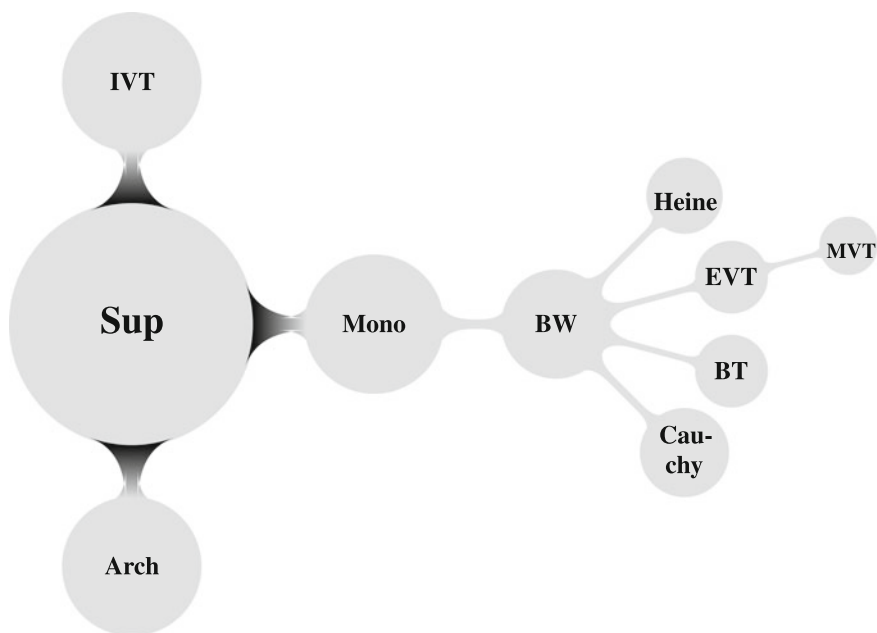 IVT
Heine
MVT
EVT
Sup
Mono
BW
BT
Cau-
chy
Arch